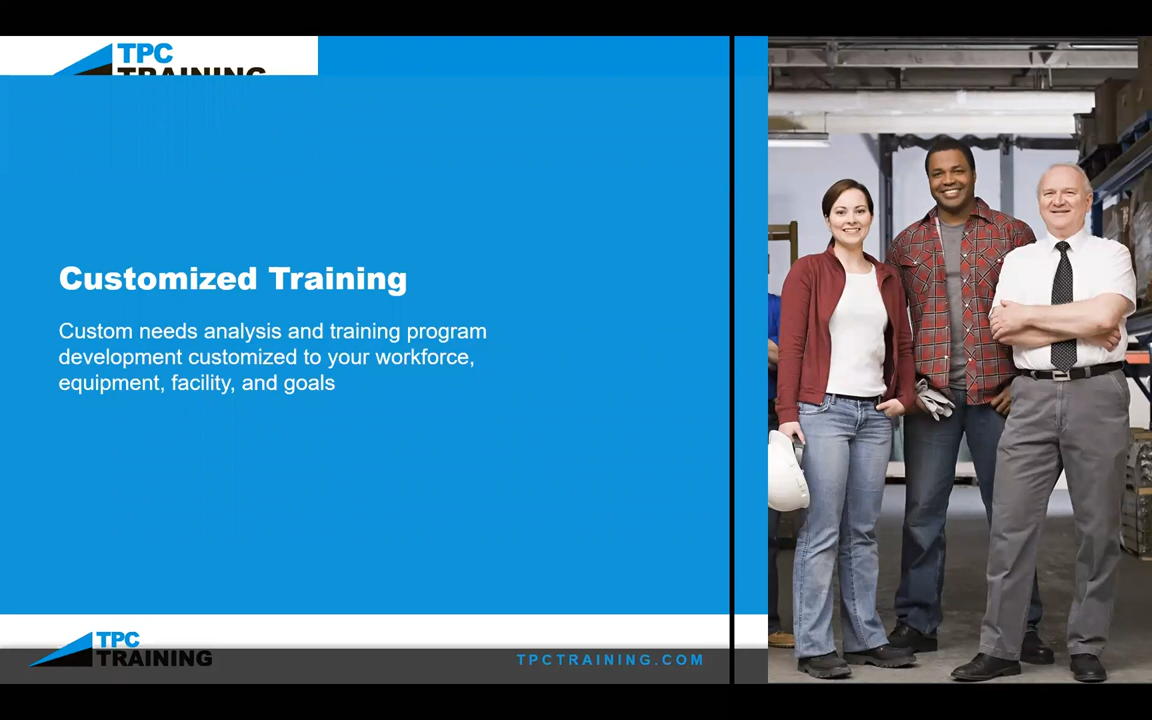 TPC
TRAINING
Customized Training
Custom needs analysis and training program
development customized to your workforce,
equipment, facility, and goals
TPC
TRAINING
TPCTRAINING.COM